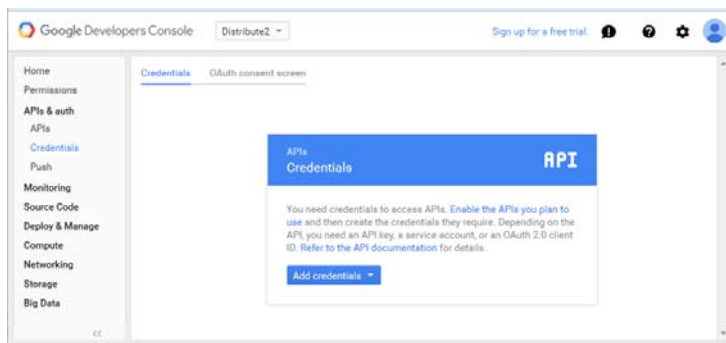 Google Developers Console
Distribute2
Sign up for a free trial.
Home
Permissions
APIs & auth
APIs
Credentials
Push
Monitoring
Source Code
Deploy & Manage
Compute
Networking
Storage
Big Data
Credentials OAuth consent screen
APIs
Credentials
API
You need credentials to access APIs. Enable the APIs you plan to
use and then create the credentials they require. Depending on the
API, you need an API key, a service account, or an OAuth 2.0 client
ID. Refer to the API documentation for details.
Add credentials